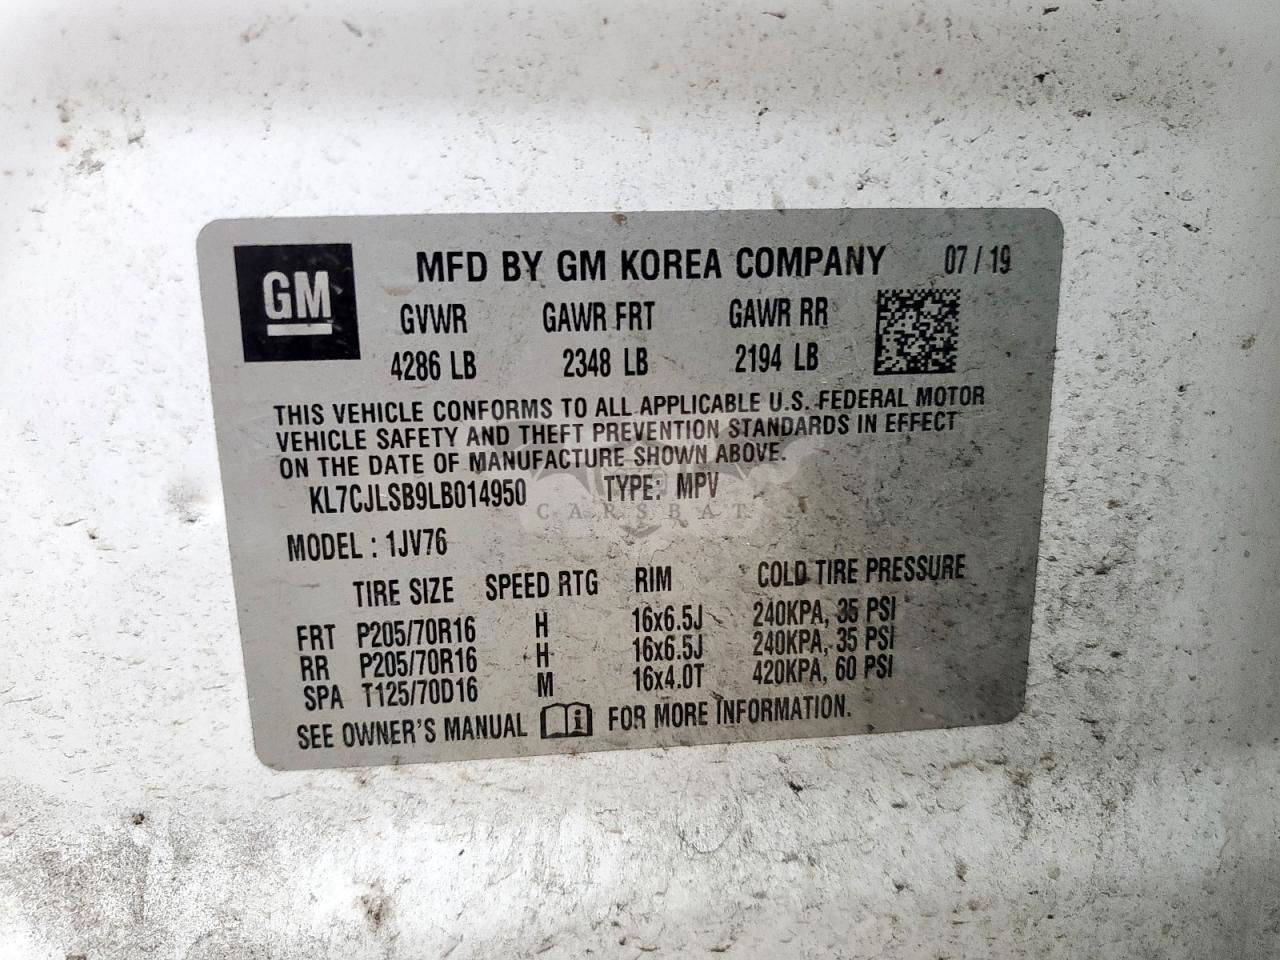 GM
MFD BY GM KOREA COMPANY 07 / 19
GVWR GAWR FRT GAWR RR
4286 LB 2348 LB 2194 LB
THIS VEHICLE CONFORMS TO ALL APPLICABLE U.S. FEDERAL MOTOR
VEHICLE SAFETY AND THEFT PREVENTION STANDARDS IN EFFECT
ON THE DATE OF MANUFACTURE SHOWN ABOVE.
KL7CJLSB9LB014950 TYPE: MPV
CARSBAT
MODEL : 1JV76
TIRE SIZE SPEED RTG RIM COLD TIRE PRESSURE
FRT P205/70R16 H 16x6.5J 240KPA, 35 PSI
RR P205/70R16 H 16x6.5J 240KPA, 35 PSI
SPA T125/70D16 M 16x4.0T 420KPA, 60 PSI
SEE OWNER'S MANUAL FOR MORE INFORMATION.